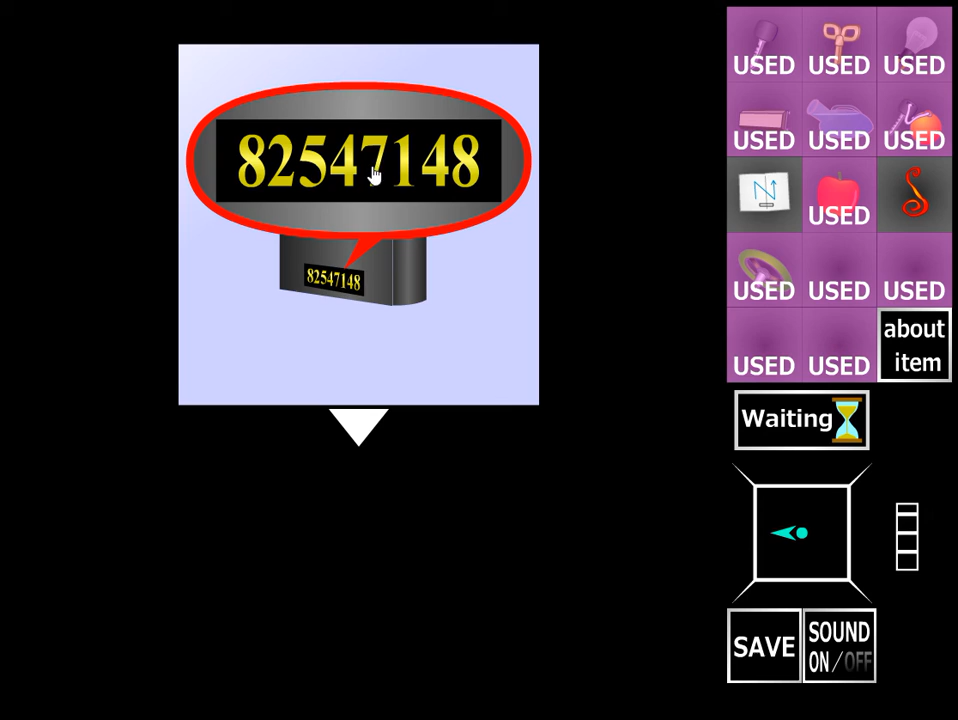 82547148
82547148
USED USED USED
USED USED USED
USED
USED USED USED
USED USED
about
item
Waiting
SAVE
SOUND
ON/OFF